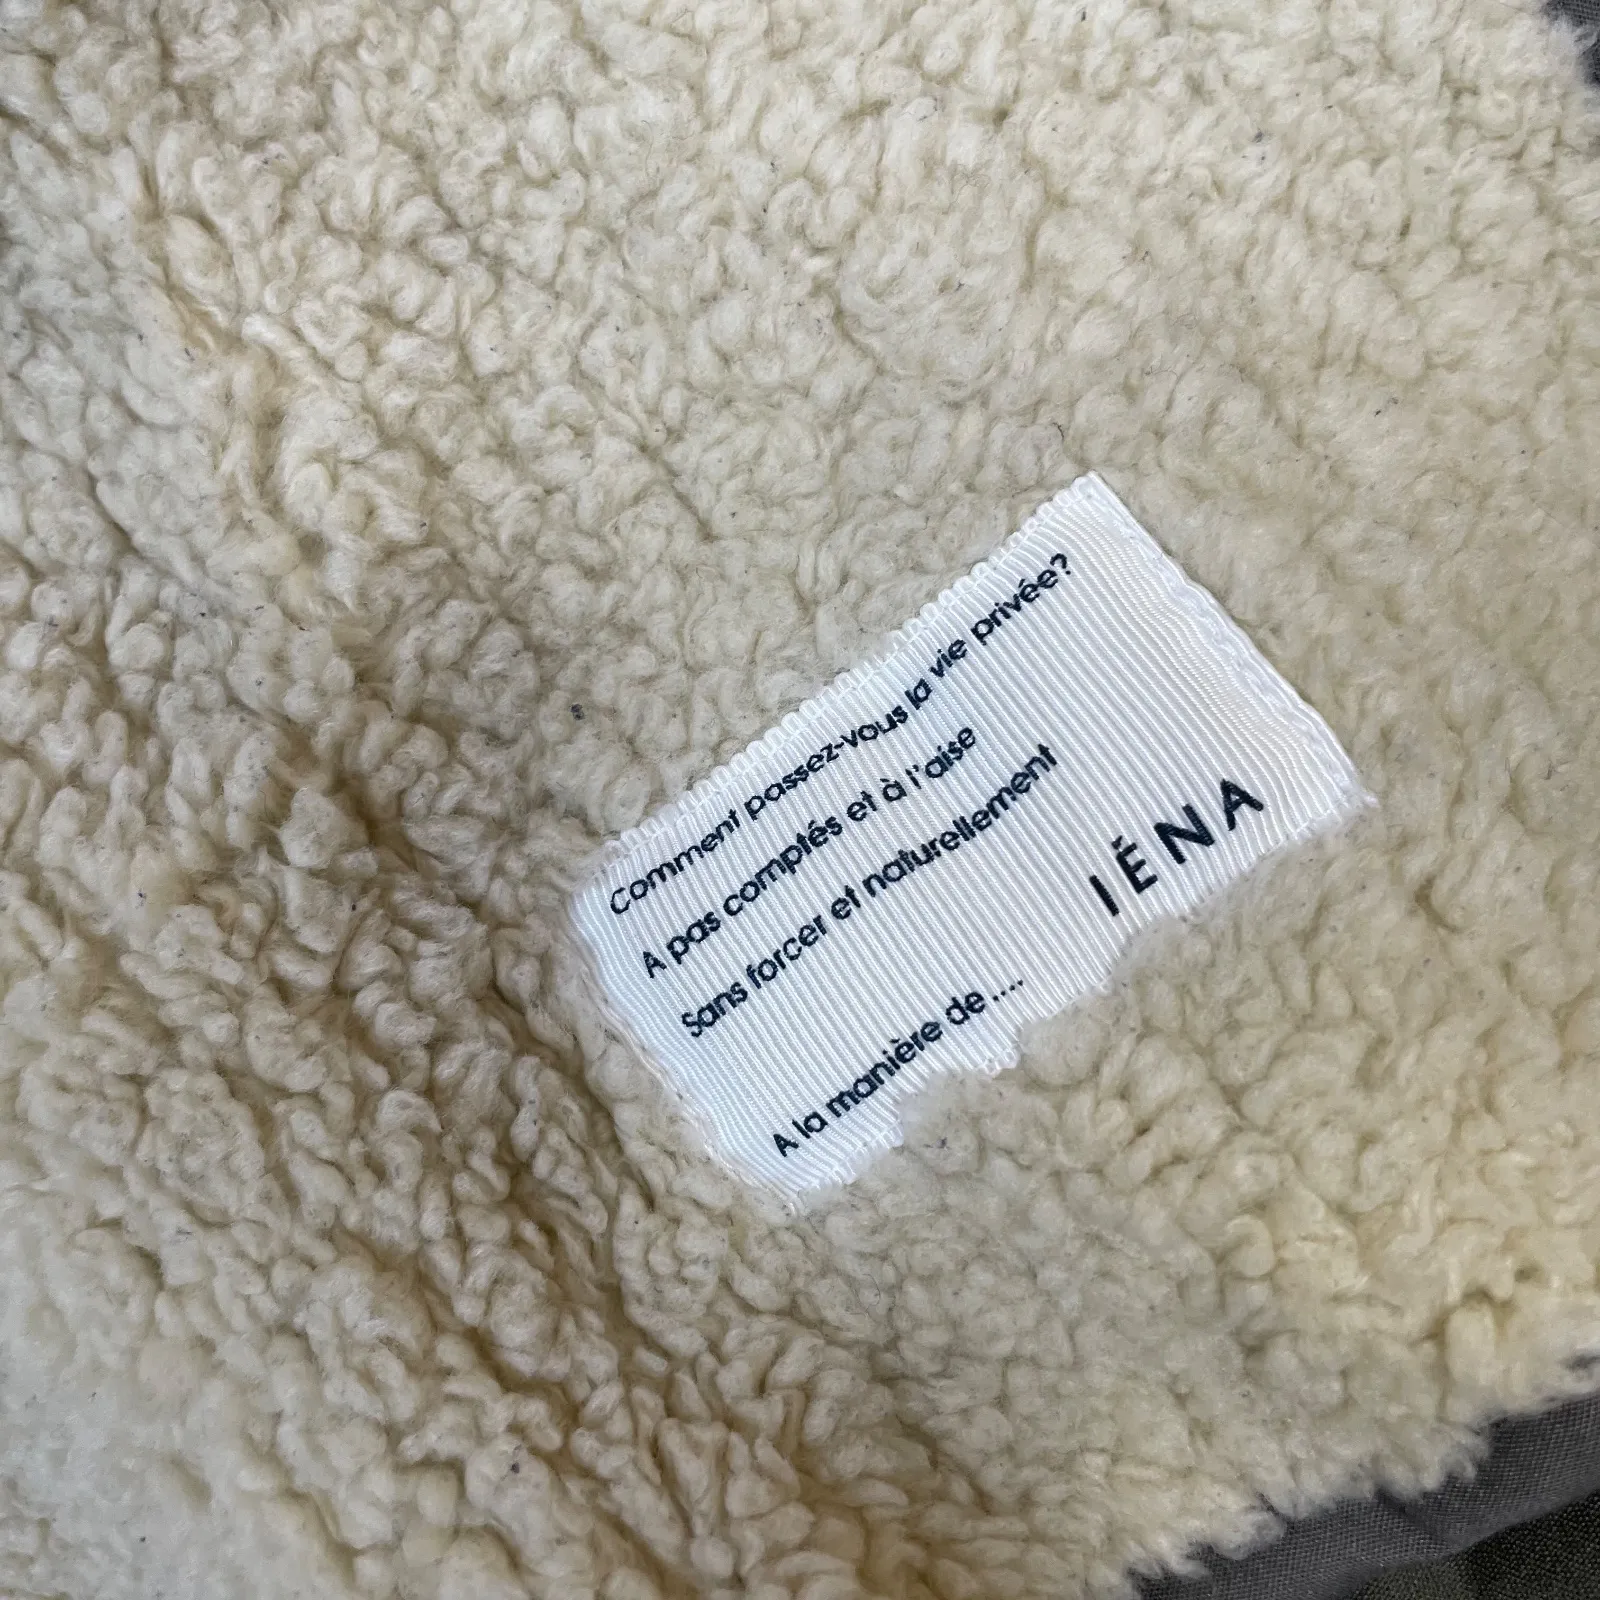 Comment passez-vous la vie privée?
A pas comptés et à l'aise
Sans forcer et naturellement
A la manière de ....
IÉNA